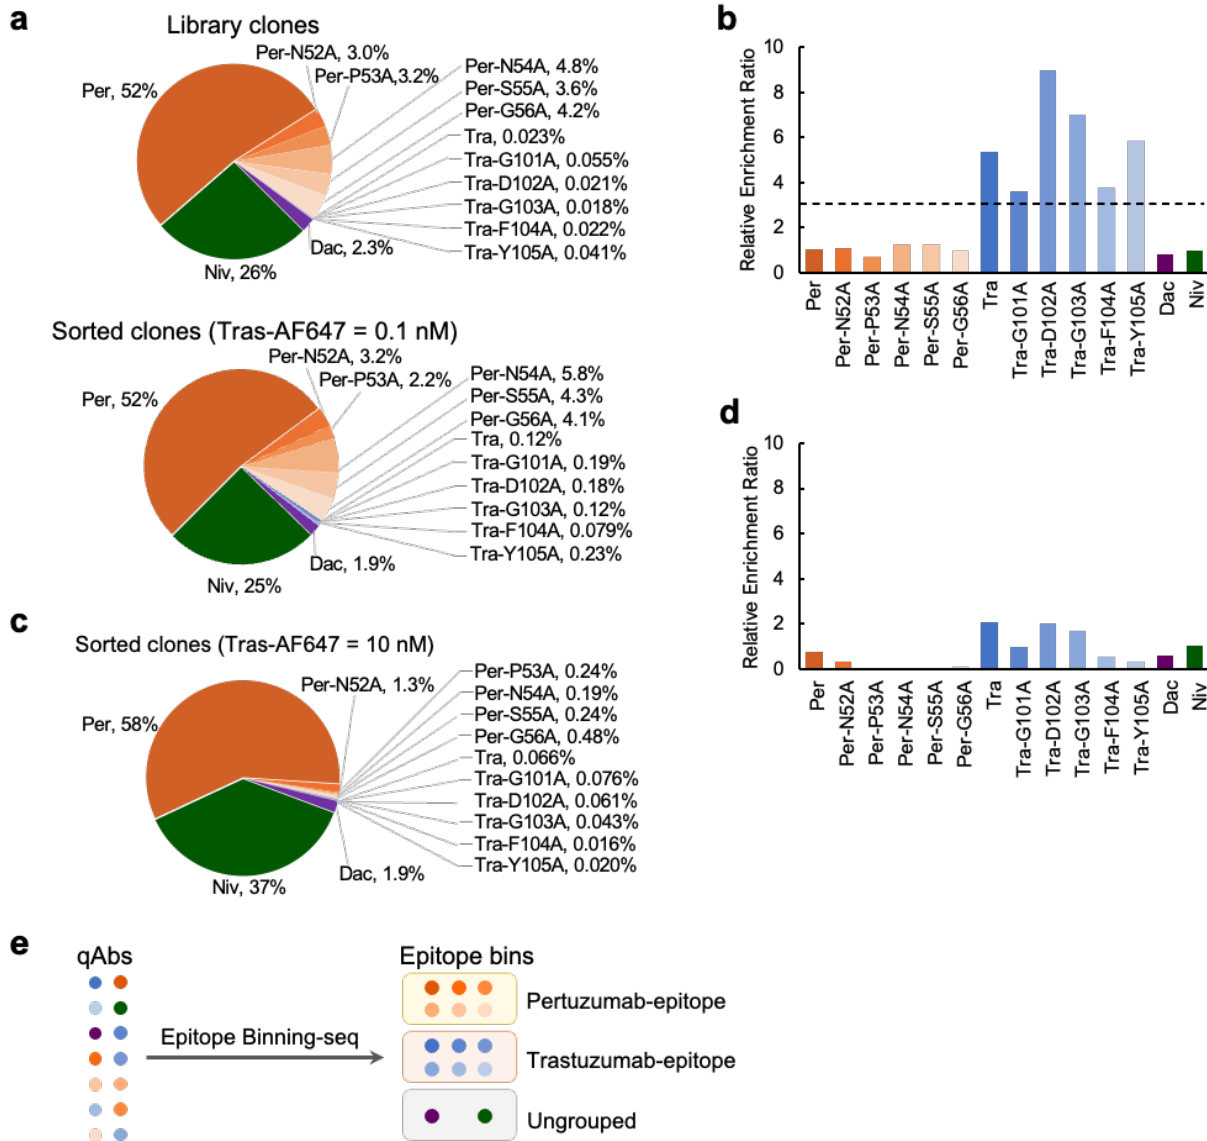 a
Library clones
Per-N52A, 3.0%
Per-P53A,3.2%
Per, 52%
Per-N54A, 4.8%
Per-S55A, 3.6%
Per-G56A, 4.2%
Tra, 0.023%
Tra-G101A, 0.055%
Tra-D102A, 0.021%
Tra-G103A, 0.018%
Tra-F104A, 0.022%
Tra-Y105A, 0.041%
Dac, 2.3%
Niv, 26%
Sorted clones (Tras-AF647 = 0.1 nM)
Per-N52A, 3.2%
Per-P53A, 2.2%
Per, 52%
Per-N54A, 5.8%
Per-S55A, 4.3%
Per-G56A, 4.1%
Tra, 0.12%
Tra-G101A, 0.19%
Tra-D102A, 0.18%
Tra-G103A, 0.12%
Tra-F104A, 0.079%
Tra-Y105A, 0.23%
Dac, 1.9%
Niv, 25%
b
Relative Enrichment Ratio
10
8
6
4
2
0
Per
Per-N52A
Per-P53A
Per-N54A
Per-S55A
Per-G56A
Tra
Tra-G101A
Tra-D102A
Tra-G103A
Tra-F104A
Tra-Y105A
Dac
Niv
c
Sorted clones (Tras-AF647 = 10 nM)
Per-N52A, 1.3%
Per, 58%
Per-P53A, 0.24%
Per-N54A, 0.19%
Per-S55A, 0.24%
Per-G56A, 0.48%
Tra, 0.066%
Tra-G101A, 0.076%
Tra-D102A, 0.061%
Tra-G103A, 0.043%
Tra-F104A, 0.016%
Tra-Y105A, 0.020%
Dac, 1.9%
Niv, 37%
d
Relative Enrichment Ratio
10
8
6
4
2
0
Per
Per-N52A
Per-P53A
Per-N54A
Per-S55A
Per-G56A
Tra
Tra-G101A
Tra-D102A
Tra-G103A
Tra-F104A
Tra-Y105A
Dac
Niv
e
qAbs
Epitope Binning-seq
Epitope bins
Pertuzumab-epitope
Trastuzumab-epitope
Ungrouped